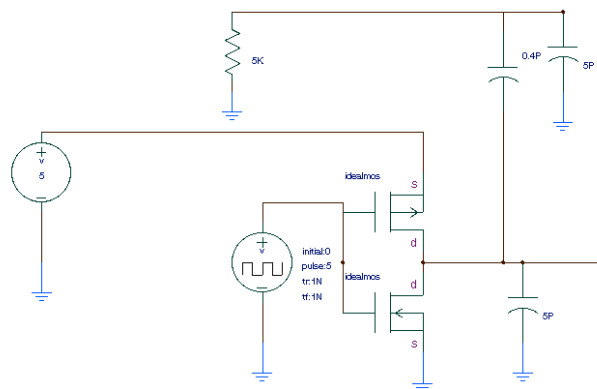 0.4P
5K
5P
+
v
5
idealmos
S
d
+
v
initial:0
pulse:5
tr:1N
tf:1N
idealmos
d
5P
S